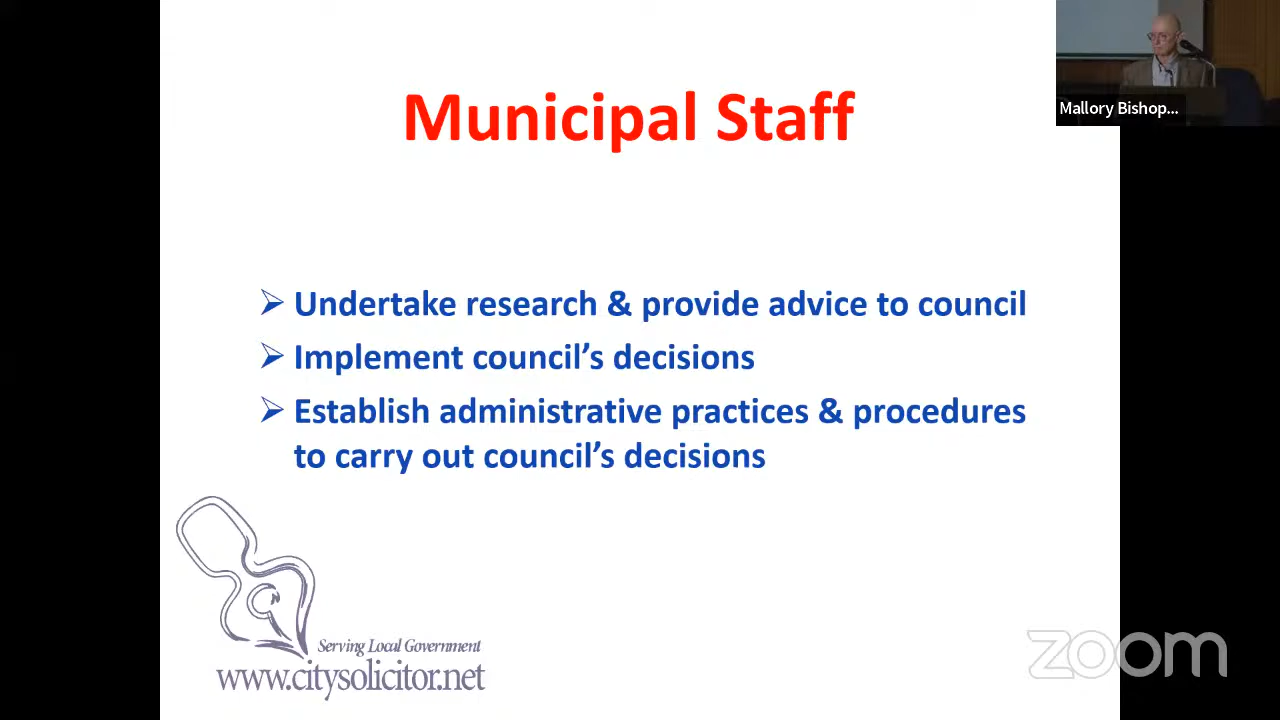 Municipal Staff
Mallory Bishop...
Undertake research & provide advice to council
Implement council's decisions
Establish administrative practices & procedures
to carry out council's decisions
Serving Local Government
www.citysolicitor.net
zoom